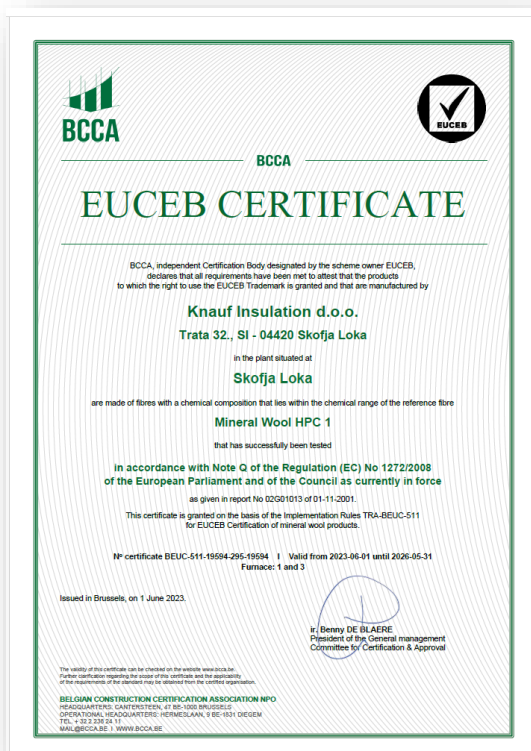 BCCA
EUCEB
BCCA
EUCEB CERTIFICATE
BCCA, independent Certification Body designated by the scheme owner EUCEB,
declares that all requirements have been met to attest that the products
to which the right to use the EUCEB Trademark is granted and that are manufactured by
Knauf Insulation d.o.o.
Trata 32., SI - 04420 Skofja Loka
in the plant situated at
Skofja Loka
are made of fibres with a chemical composition that lies within the chemical range of the reference fibre
Mineral Wool HPC 1
that has successfully been tested
in accordance with Note Q of the Regulation (EC) No 1272/2008
of the European Parliament and of the Council as currently in force
as given in report No 02G01013 of 01-11-2001.
This certificate is granted on the basis of the Implementation Rules TRA-BEUC-511
for EUCEB Certification of mineral wool products.
Nº certificate BEUC-511-19594-295-19594 I Valid from 2023-06-01 until 2026-05-31
Furnace: 1 and 3
Issued in Brussels, on 1 June 2023.
ir. Benny DE BLAERE
President of the General management
Committee for Certification & Approval
The validity of this certificate can be checked on the website www.bcca.be.
Further clarification regarding the scope of this certificate and the applicability
of the requirements of the standard may be obtained from the certified organisation.
BELGIAN CONSTRUCTION CERTIFICATION ASSOCIATION NPO
HEADQUARTERS: CANTERSTEEN, 47 BE-1000 BRUSSELS
OPERATIONAL HEADQUARTERS: HERMESLAAN, 9 BE-1831 DIEGEM
TEL. + 32 2 238 24 11
MAIL@BCCA.BE I WWW.BCCA.BE